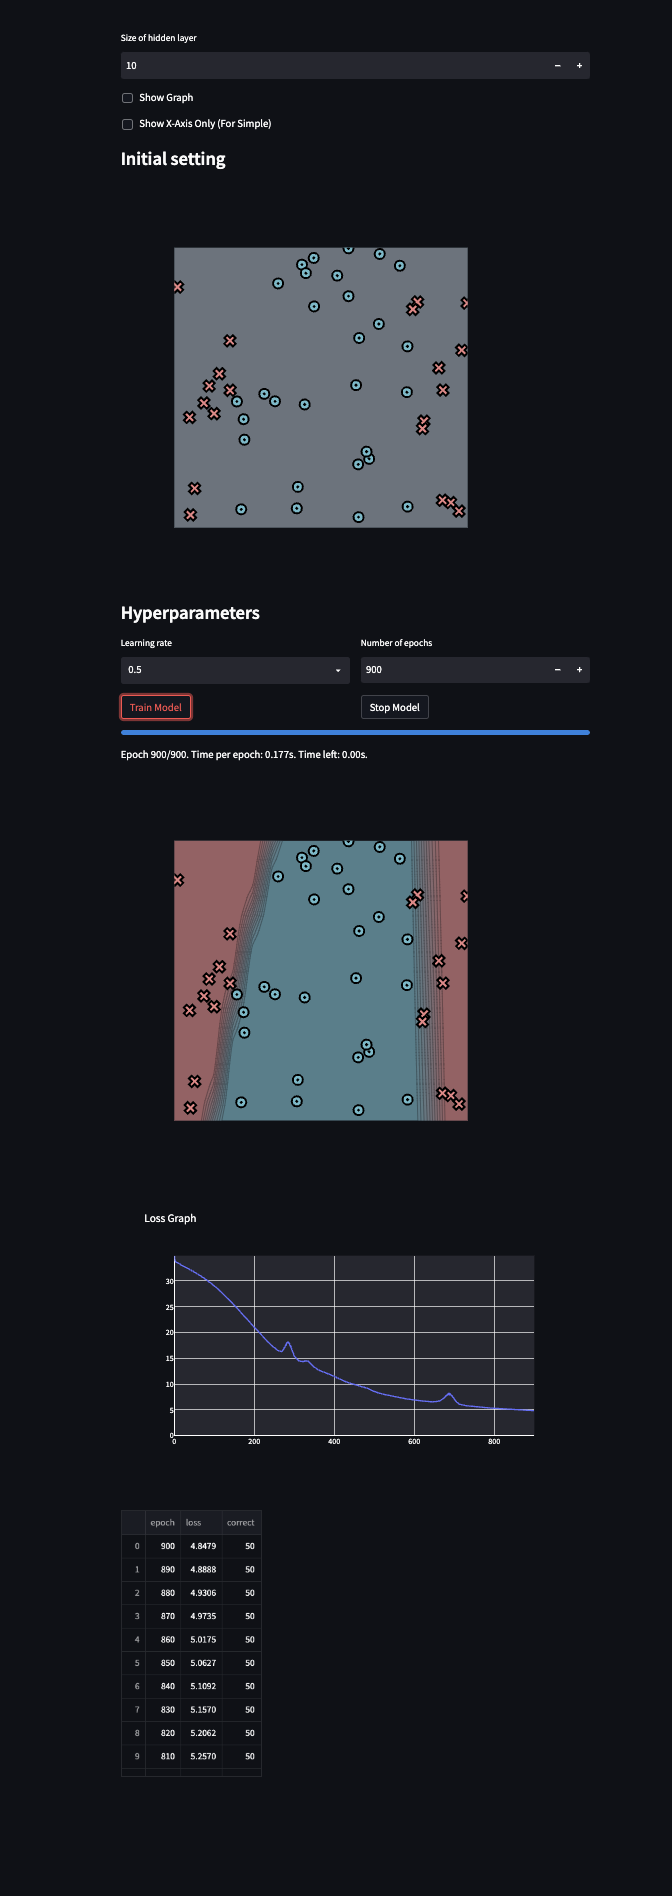 Size of hidden layer
10 − +
Show Graph
Show X-Axis Only (For Simple)
Initial setting
Hyperparameters
Learning rate Number of epochs
0.5 900 − +
Train Model Stop Model
Epoch 900/900. Time per epoch: 0.177s. Time left: 0.00s.
Loss Graph
30
25
20
15
10
5
0
0 200 400 600 800
epoch loss correct
0 900 4.8479 50
1 890 4.8888 50
2 880 4.9306 50
3 870 4.9735 50
4 860 5.0175 50
5 850 5.0627 50
6 840 5.1092 50
7 830 5.1570 50
8 820 5.2062 50
9 810 5.2570 50